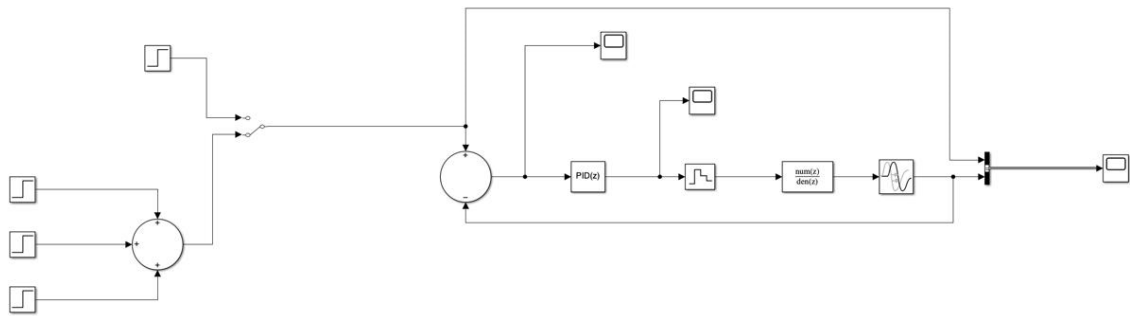 +
PID(z)
num(z)
den(z)
−
+
+
+